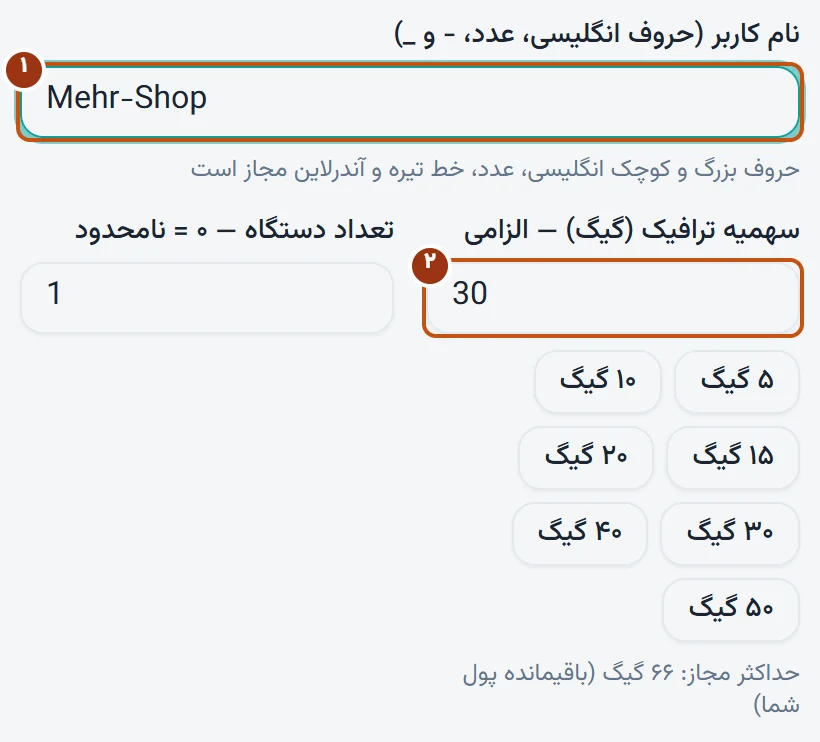 نام کاربر (حروف انگلیسی، عدد، - و _)
۱
Mehr-Shop
حروف بزرگ و کوچک انگلیسی، عدد، خط تیره و آندرلاین مجاز است
سهمیه ترافیک (گیگ) — الزامی
۲
30
تعداد دستگاه — ۰ = نامحدود
1
۵ گیگ
۱۰ گیگ
۱۵ گیگ
۲۰ گیگ
۳۰ گیگ
۴۰ گیگ
۵۰ گیگ
حداکثر مجاز: ۶۶ گیگ (باقیمانده پول
شما)